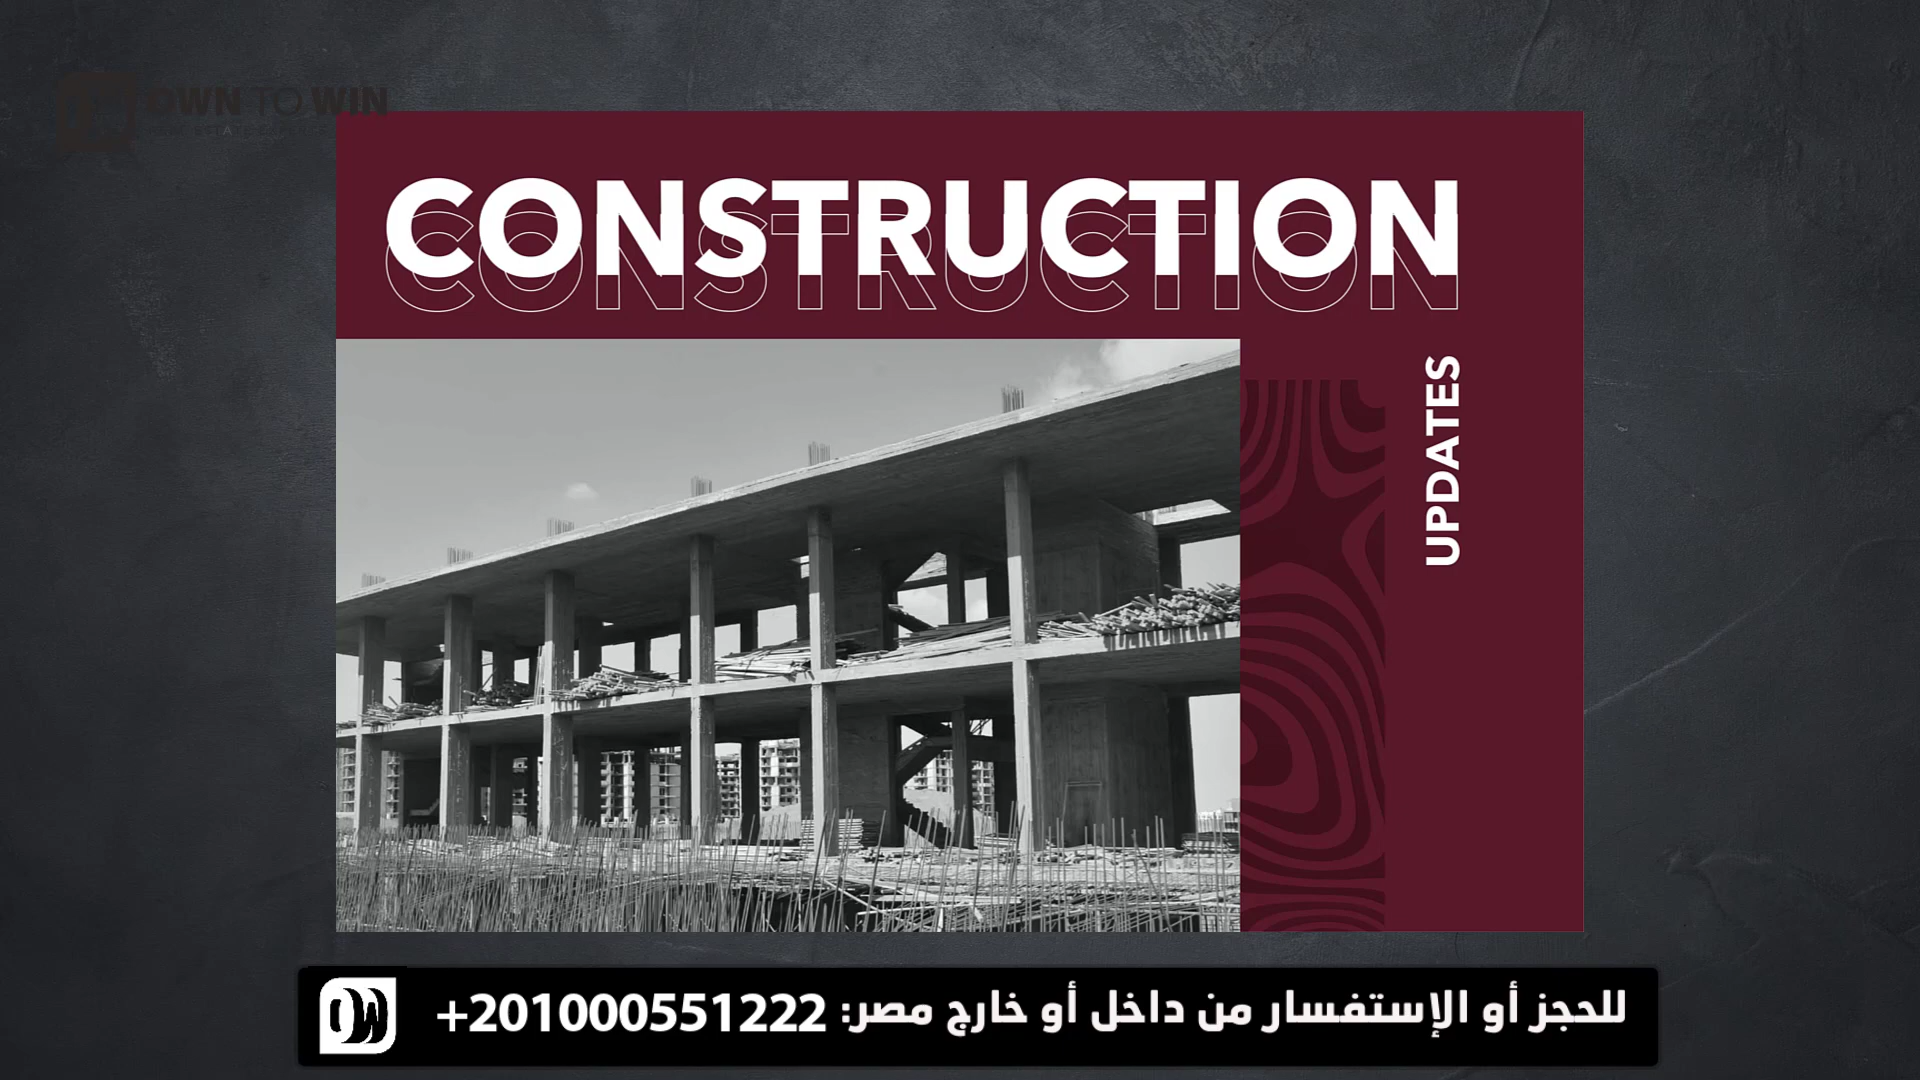 OWN TO WIN
CONSTRUCTION
CONSTRUCTION
UPDATES
للحجز أو الإستفسار من داخل أو خارج مصر: 201000551222+